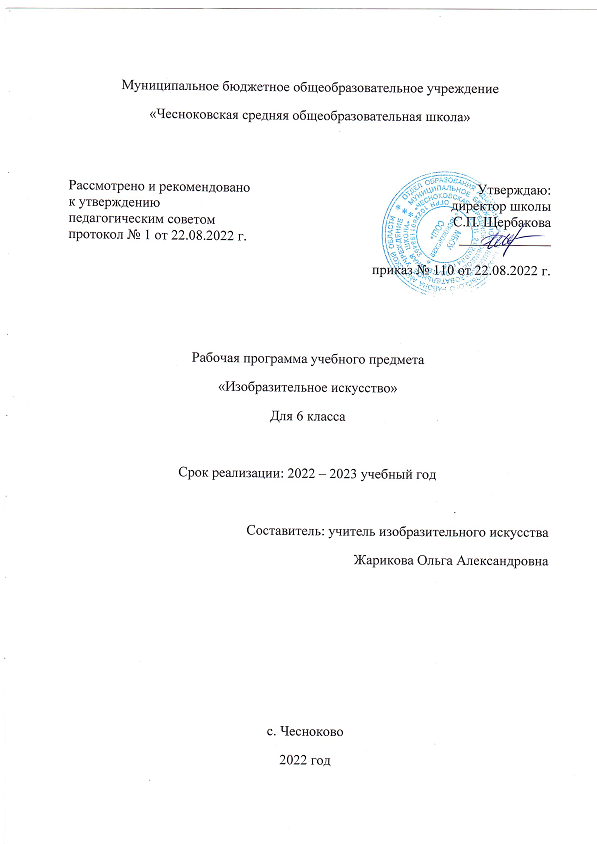 Муниципальное бюджетное общеобразовательное учреждение
«Чесноковская средняя общеобразовательная школа»
Рассмотрено и рекомендовано
к утверждению
педагогическим советом
протокол № 1 от 22.08.2022 г.
Утверждаю:
директор школы
С.П. Щербакова
приказ № 110 от 22.08.2022 г.
Рабочая программа учебного предмета
«Изобразительное искусство»
Для 6 класса
Срок реализации: 2022 – 2023 учебный год
Составитель: учитель изобразительного искусства
Жарикова Ольга Александровна
с. Чесноково
2022 год